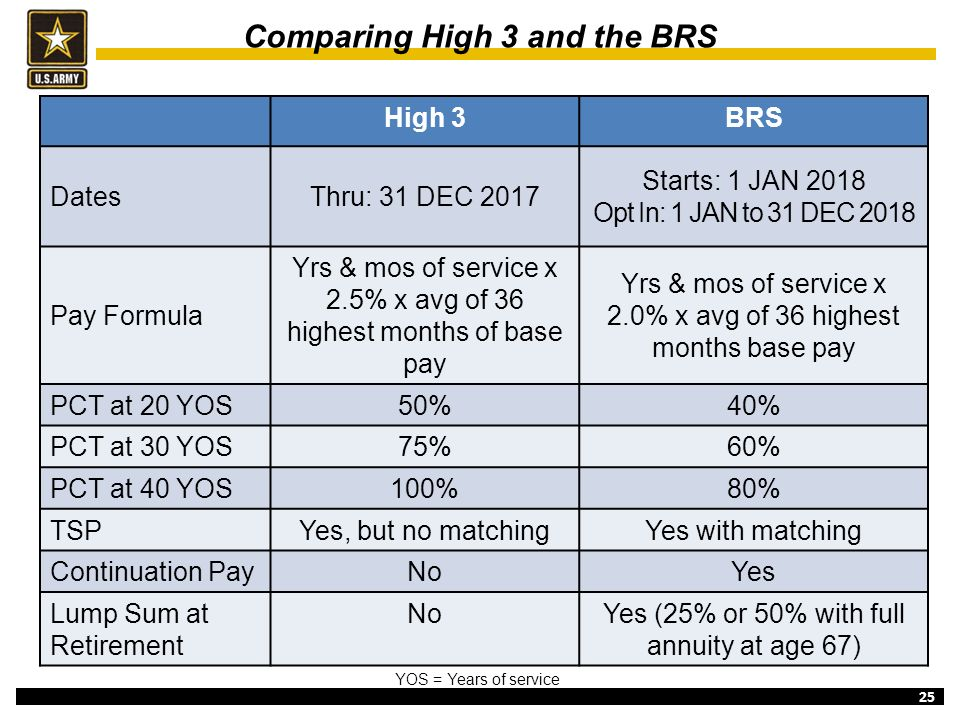 Comparing High 3 and the BRS
U.S.ARMY
High 3
BRS
Dates
Thru: 31 DEC 2017
Starts: 1 JAN 2018
Opt In: 1 JAN to 31 DEC 2018
Pay Formula
Yrs & mos of service x
2.5% x avg of 36
highest months of base
pay
Yrs & mos of service x
2.0% x avg of 36 highest
months base pay
PCT at 20 YOS
50%
40%
PCT at 30 YOS
75%
60%
PCT at 40 YOS
100%
80%
TSP
Yes, but no matching
Yes with matching
Continuation Pay
No
Yes
Lump Sum at
Retirement
No
Yes (25% or 50% with full
annuity at age 67)
YOS = Years of service
25